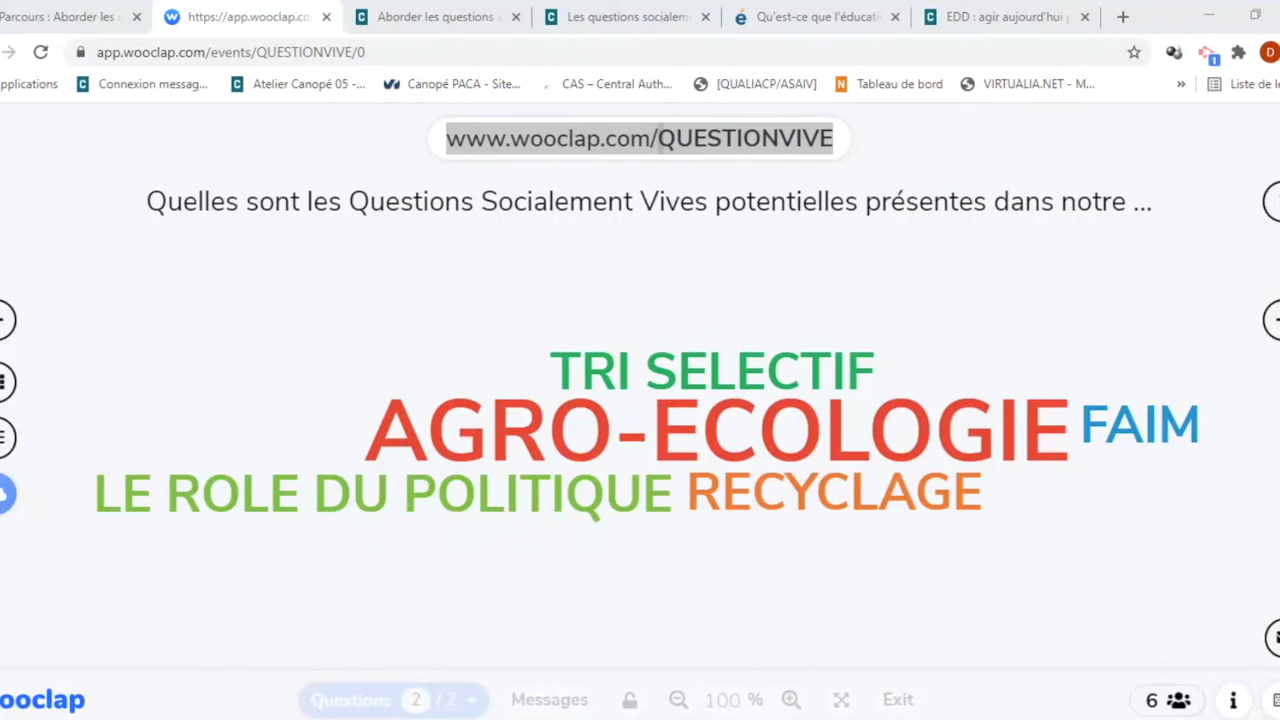 Parcours : Aborder les
https://app.wooclap.co
Aborder les questions
Les questions socialem
Qu'est-ce que l'éducati
EDD : agir aujourd'hui
app.wooclap.com/events/QUESTIONVIVE/0
D
1
plications
Connexion messag...
Atelier Canopé 05 -...
Canopé PACA - Site...
CAS – Central Auth...
[QUALIACP/ASAIV]
Tableau de bord
VIRTUALIA.NET - M...
»
Liste de le
www.wooclap.com/QUESTIONVIVE
Quelles sont les Questions Socialement Vives potentielles présentes dans notre ...
TRI SELECTIF
AGRO-ECOLOGIE
FAIM
LE ROLE DU POLITIQUE
RECYCLAGE
ooclap
Questions 2 / 2
Messages
100 %
Exit
6